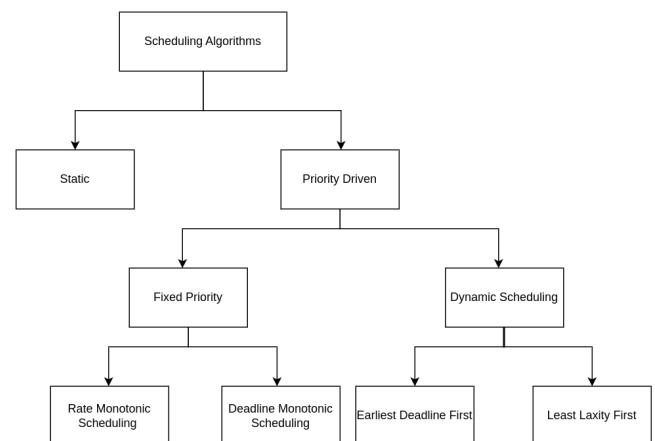 Scheduling Algorithms
Static
Priority Driven
Fixed Priority
Dynamic Scheduling
Rate Monotonic
Scheduling
Deadline Monotonic
Scheduling
Earliest Deadline First
Least Laxity First